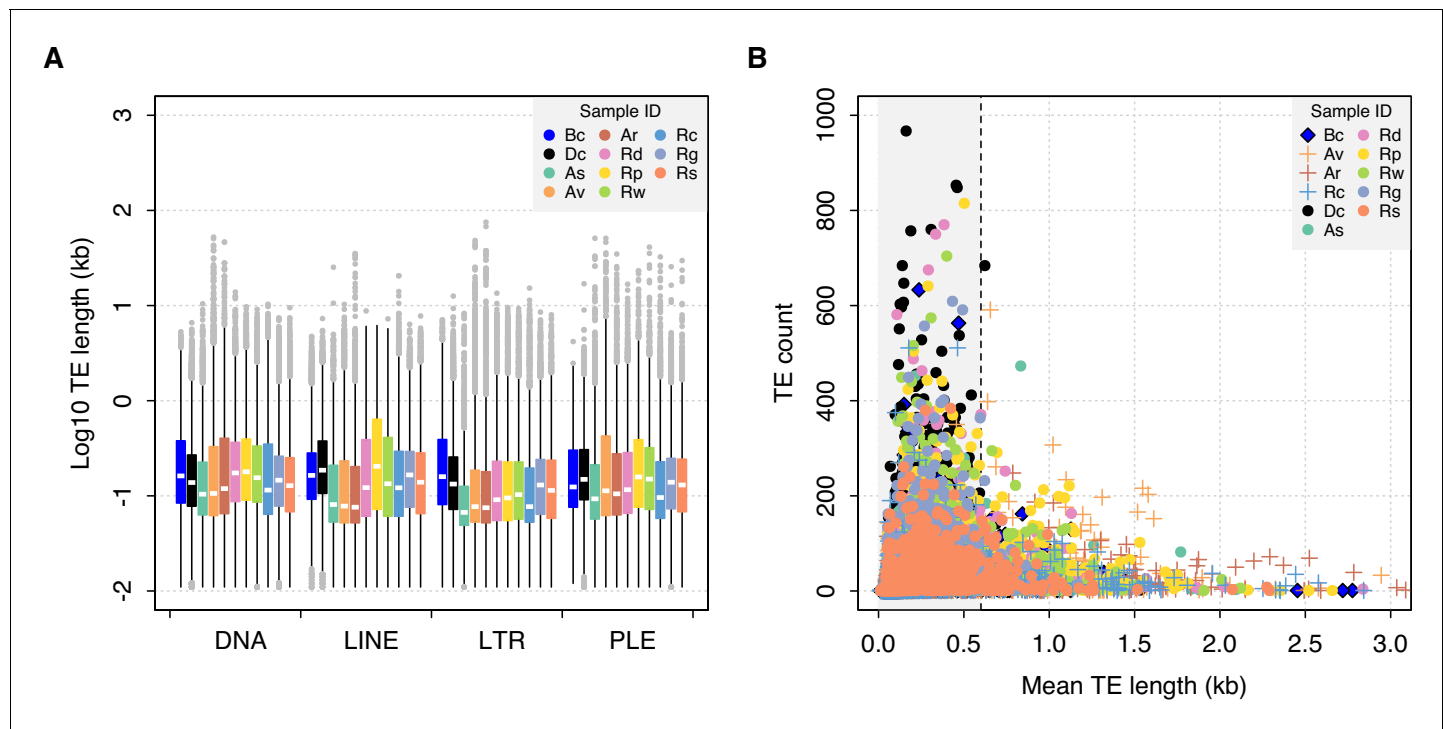 A
Log10 TE length (kb)
3
2
1
0
-1
-2
DNA LINE LTR PLE
Sample ID
Bc Ar Rc
Dc Rd Rg
As Rp Rs
Av Rw
B
TE count
1000
800
600
400
200
0
0.0 0.5 1.0 1.5 2.0 2.5 3.0
Mean TE length (kb)
Sample ID
Bc Rd
Av Rp
Ar Rw
Rc Rg
Dc Rs
As